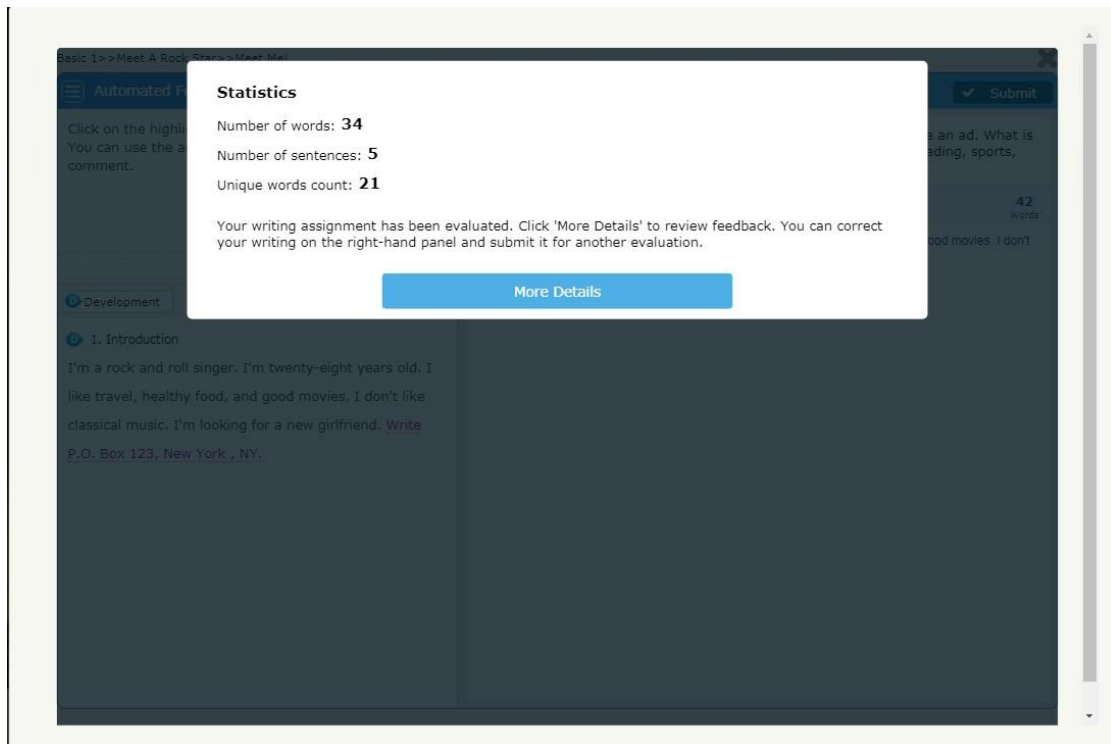 Basic 1>>Meet A Rock Star>>Meet Me!
Automated
Submit
Click on the
You can use the
comment.
an ad. What is
sports,
42
Words
good movies. I don't
Statistics
Number of words: 34
Number of sentences: 5
Unique words count: 21
Your writing assignment has been evaluated. Click 'More Details' to review feedback. You can correct
your writing on the right-hand panel and submit it for another evaluation.
More Details
D Development
D 1. Introduction
I'm a rock and roll singer. I'm twenty-eight years old. I
like travel, healthy food, and good movies. I don't like
classical music. I'm looking for a new girlfriend. Write
P.O. Box 123, New York , NY.